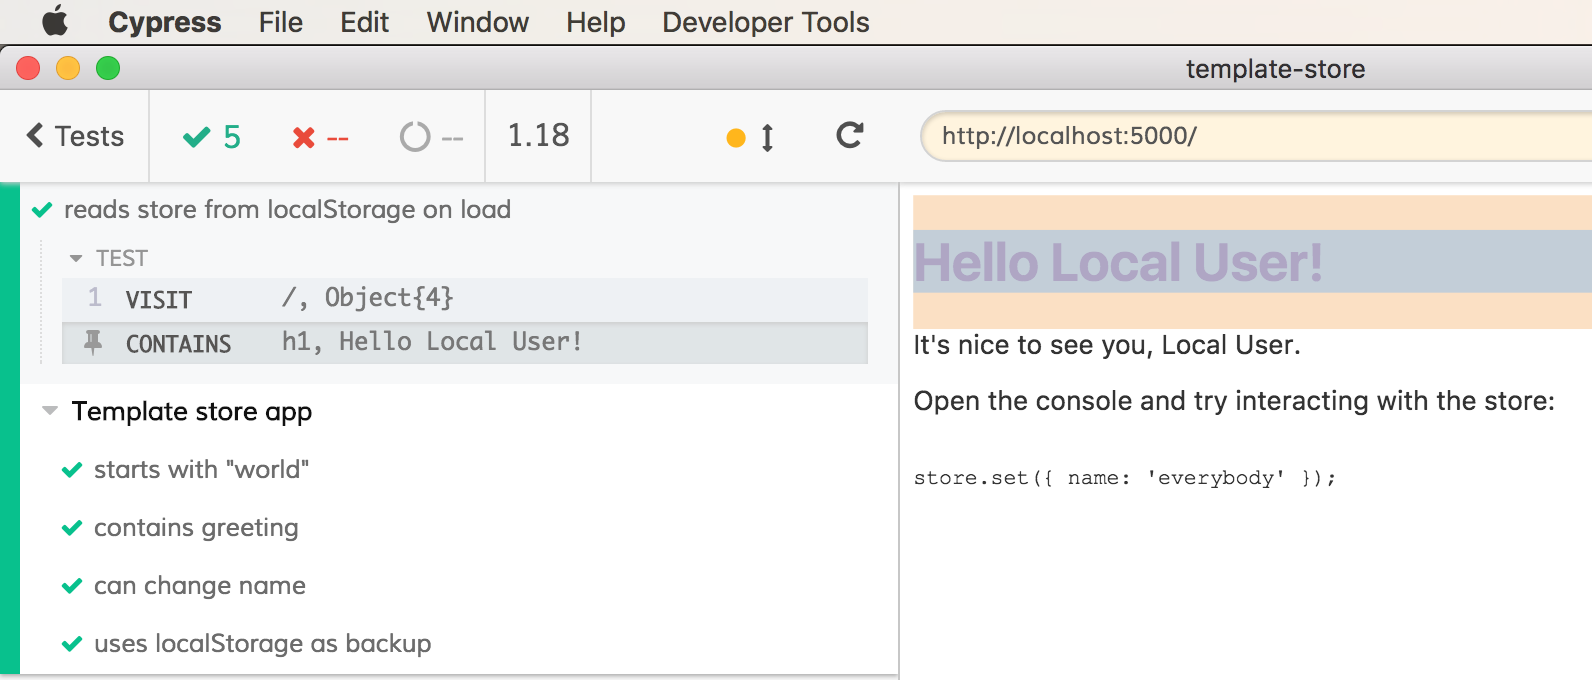 Cypress File Edit Window Help Developer Tools
template-store
Tests 5 -- -- 1.18 http://localhost:5000/
reads store from localStorage on load
TEST
1 VISIT /, Object{4}
CONTAINS h1, Hello Local User!
Template store app
starts with "world"
contains greeting
can change name
uses localStorage as backup
Hello Local User!
It's nice to see you, Local User.
Open the console and try interacting with the store:
store.set({ name: 'everybody' });